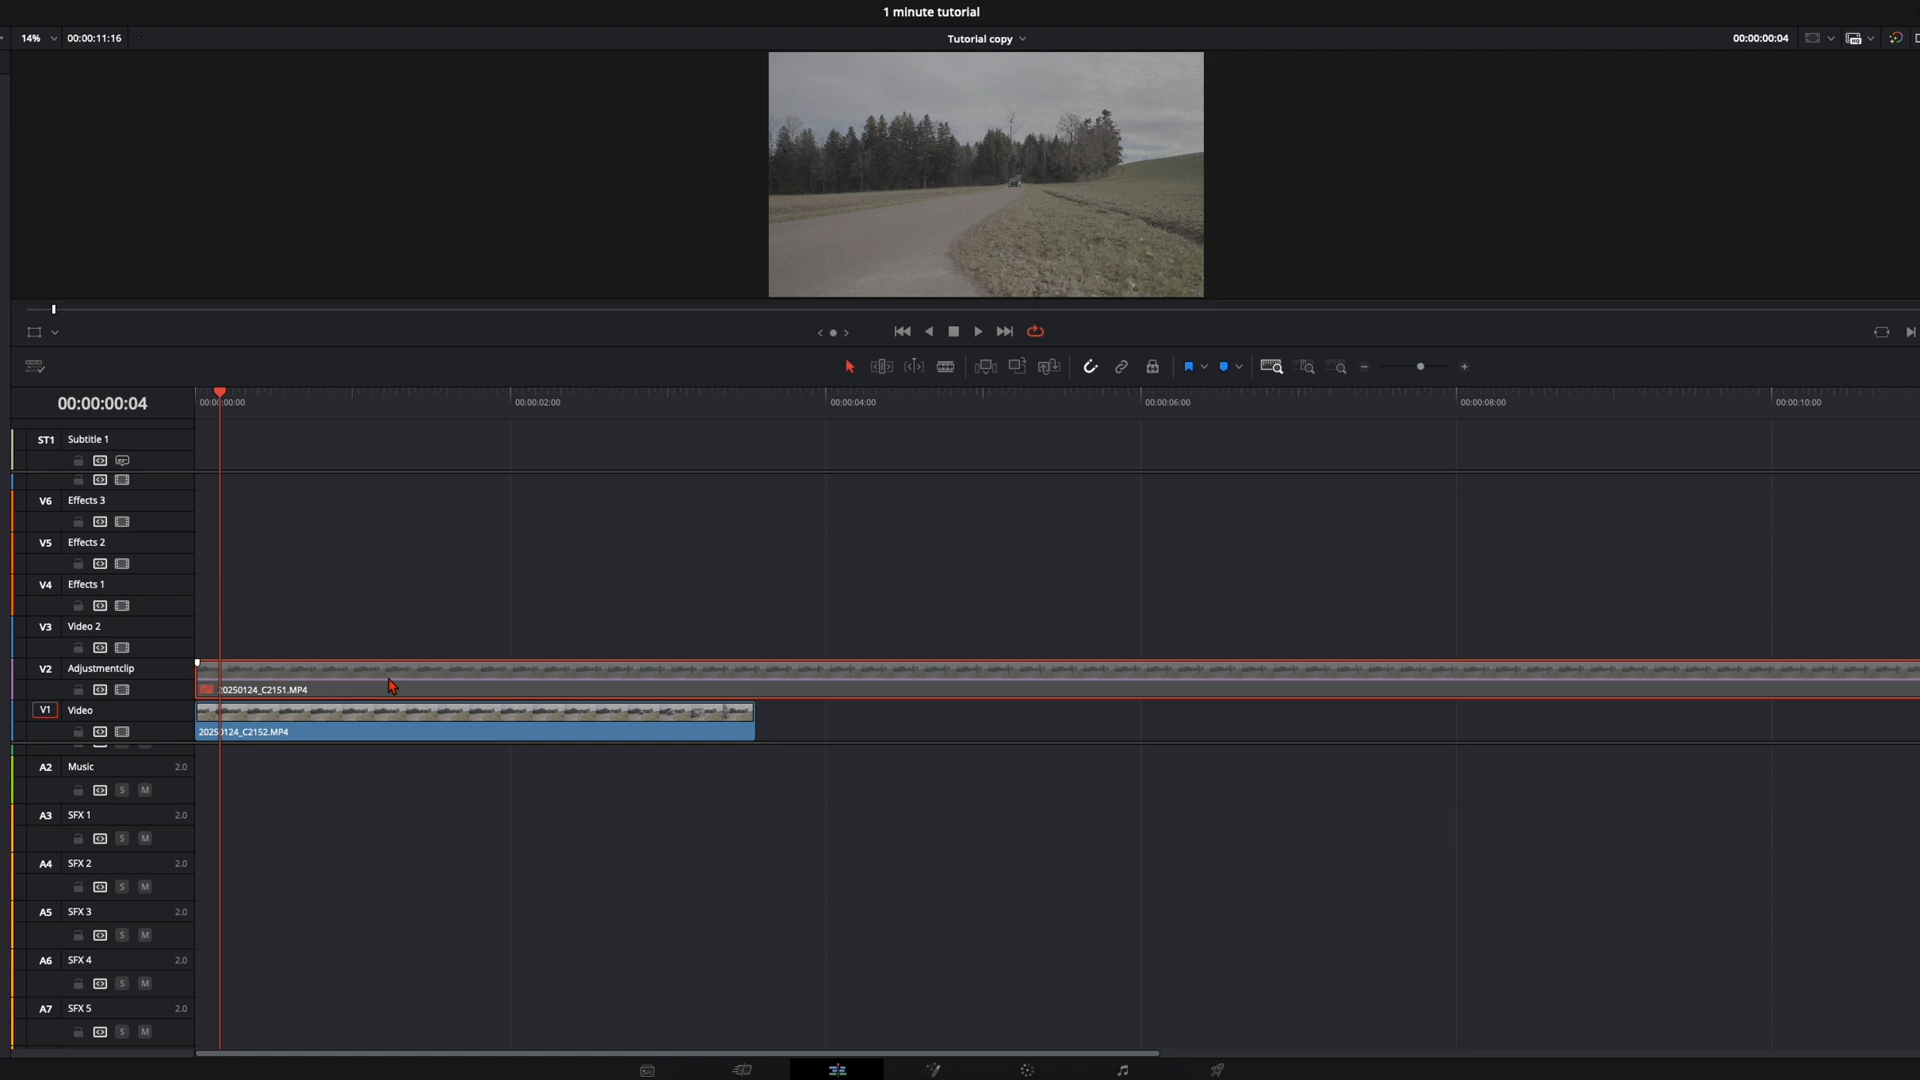 1 minute tutorial
14% 00:00:11:16 Tutorial copy 00:00:00:04
00:00:00:04
00:00:00:00 00:00:02:00 00:00:04:00 00:00:06:00 00:00:08:00 00:00:10:00
ST1 Subtitle 1
V6 Effects 3
V5 Effects 2
V4 Effects 1
V3 Video 2
V2 Adjustmentclip
20250124_C2151.MP4
V1 Video
20250124_C2152.MP4
A2 Music 2.0
S M
A3 SFX 1 2.0
S M
A4 SFX 2 2.0
S M
A5 SFX 3 2.0
S M
A6 SFX 4 2.0
S M
A7 SFX 5 2.0
S M